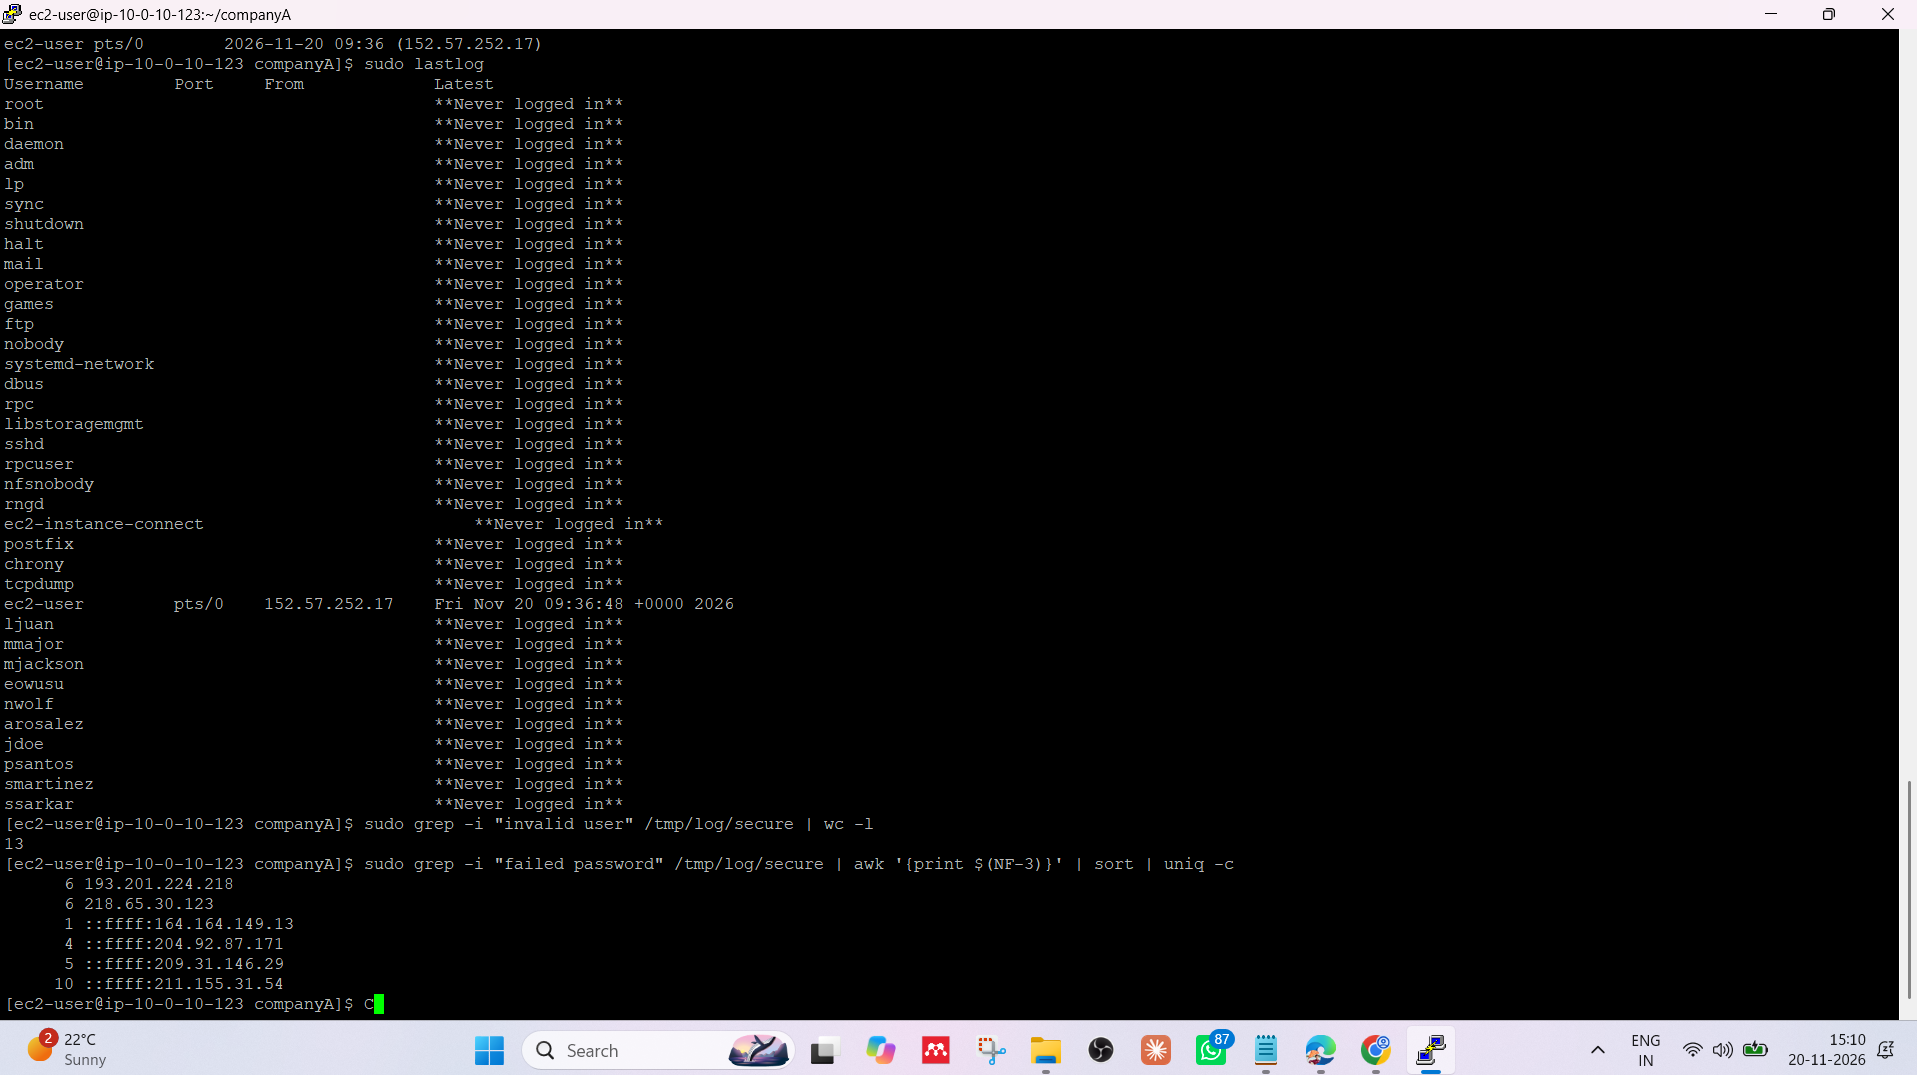 ec2-user@ip-10-0-10-123:~/companyA
ec2-user pts/0        2026-11-20 09:36 (152.57.252.17)
[ec2-user@ip-10-0-10-123 companyA]$ sudo lastlog
Username         Port     From             Latest
root                                       **Never logged in**
bin                                        **Never logged in**
daemon                                     **Never logged in**
adm                                        **Never logged in**
lp                                         **Never logged in**
sync                                       **Never logged in**
shutdown                                   **Never logged in**
halt                                       **Never logged in**
mail                                       **Never logged in**
operator                                   **Never logged in**
games                                      **Never logged in**
ftp                                        **Never logged in**
nobody                                     **Never logged in**
systemd-network                            **Never logged in**
dbus                                       **Never logged in**
rpc                                        **Never logged in**
libstoragemgmt                             **Never logged in**
sshd                                       **Never logged in**
rpcuser                                    **Never logged in**
nfsnobody                                  **Never logged in**
rngd                                       **Never logged in**
ec2-instance-connect                           **Never logged in**
postfix                                    **Never logged in**
chrony                                     **Never logged in**
tcpdump                                    **Never logged in**
ec2-user         pts/0    152.57.252.17    Fri Nov 20 09:36:48 +0000 2026
ljuan                                      **Never logged in**
mmajor                                     **Never logged in**
mjackson                                   **Never logged in**
eowusu                                     **Never logged in**
nwolf                                      **Never logged in**
arosalez                                   **Never logged in**
jdoe                                       **Never logged in**
psantos                                    **Never logged in**
smartinez                                  **Never logged in**
ssarkar                                    **Never logged in**
[ec2-user@ip-10-0-10-123 companyA]$ sudo grep -i "invalid user" /tmp/log/secure | wc -l
13
[ec2-user@ip-10-0-10-123 companyA]$ sudo grep -i "failed password" /tmp/log/secure | awk '{print $(NF-3)}' | sort | uniq -c
      6 193.201.224.218
      6 218.65.30.123
      1 ::ffff:164.164.149.13
      4 ::ffff:204.92.87.171
      5 ::ffff:209.31.146.29
     10 ::ffff:211.155.31.54
[ec2-user@ip-10-0-10-123 companyA]$ C
2
22°C
Sunny
Search
87
ENG
IN
15:10
20-11-2026